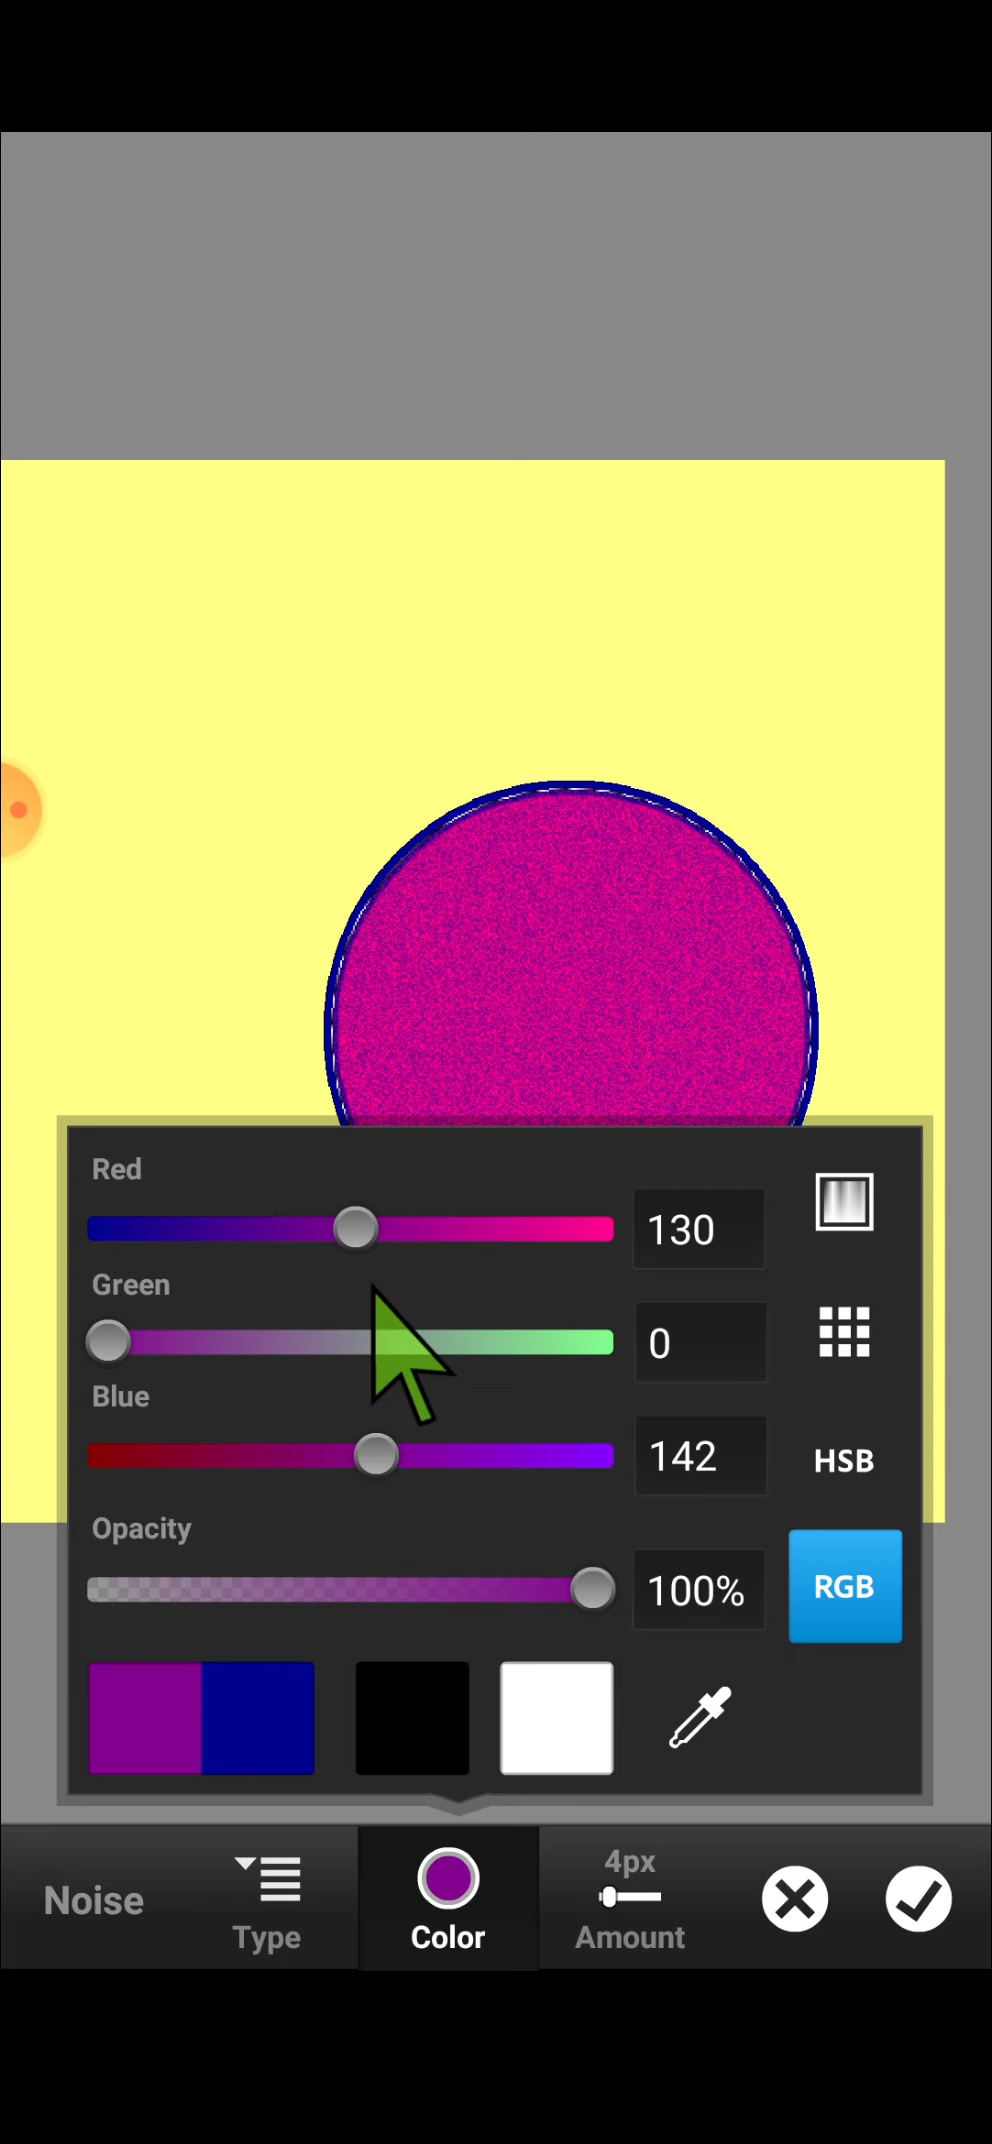 Red
130
Green
0
Blue
142
HSB
Opacity
100%
RGB
Noise
Type
Color
4px
Amount